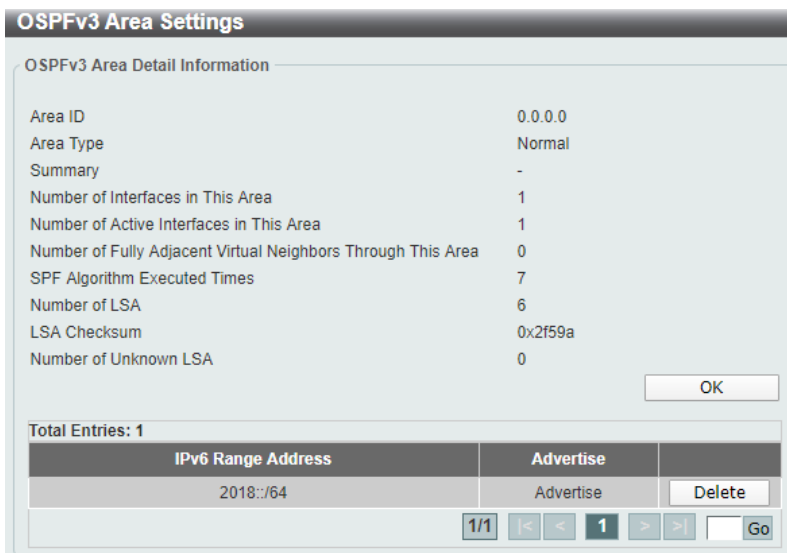 OSPFv3 Area Settings
OSPFv3 Area Detail Information
Area ID 0.0.0.0
Area Type Normal
Summary -
Number of Interfaces in This Area 1
Number of Active Interfaces in This Area 1
Number of Fully Adjacent Virtual Neighbors Through This Area 0
SPF Algorithm Executed Times 7
Number of LSA 6
LSA Checksum 0x2f59a
Number of Unknown LSA 0
OK
Total Entries: 1
IPv6 Range Address Advertise
2018::/64 Advertise Delete
1/1 |< < 1 > >| Go